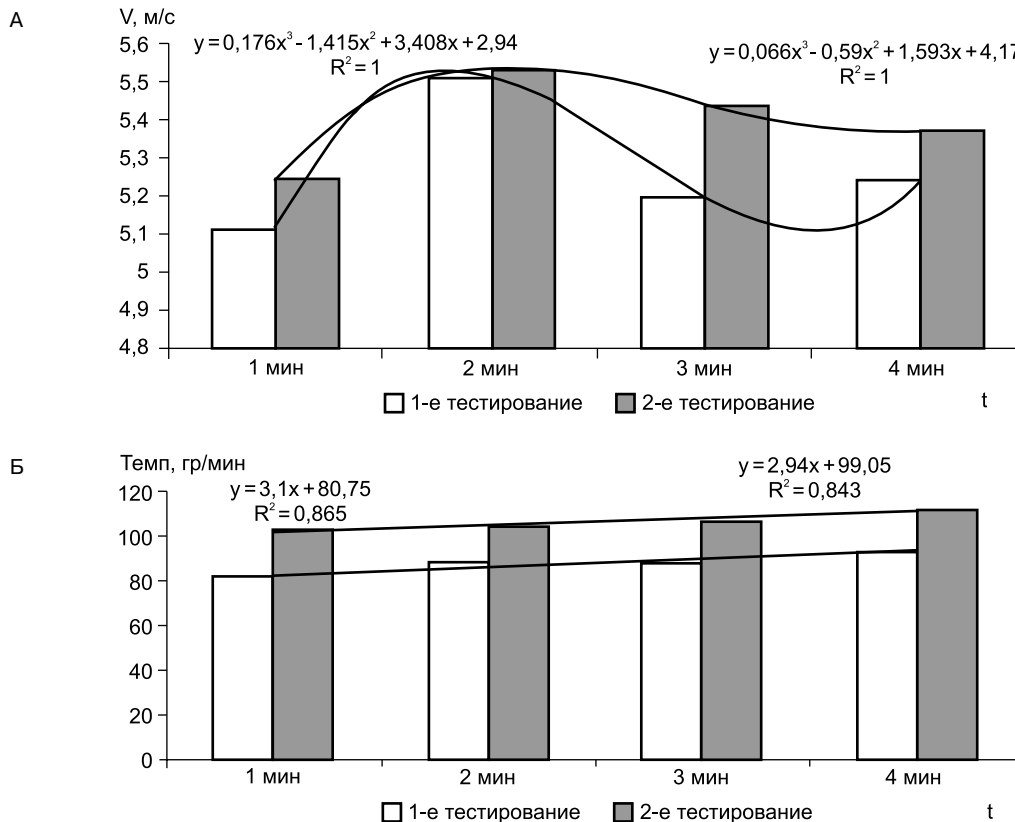 А
V, м/с
5,6
y=0,176x³ - 1,415x² +3,408x+2,94
R²=1
y=0,066x³ - 0,59x² +1,593x+4,17
R²=1
5,5
5,4
5,3
5,2
5,1
5
4,9
4,8
1 мин 2 мин 3 мин 4 мин
1-е тестирование 2-е тестирование t
Б
Темп, гр/мин
y=3,1x+80,75
R²=0,865
y=2,94x+99,05
R²=0,843
120
100
80
60
40
20
0
1 мин 2 мин 3 мин 4 мин
1-е тестирование 2-е тестирование t